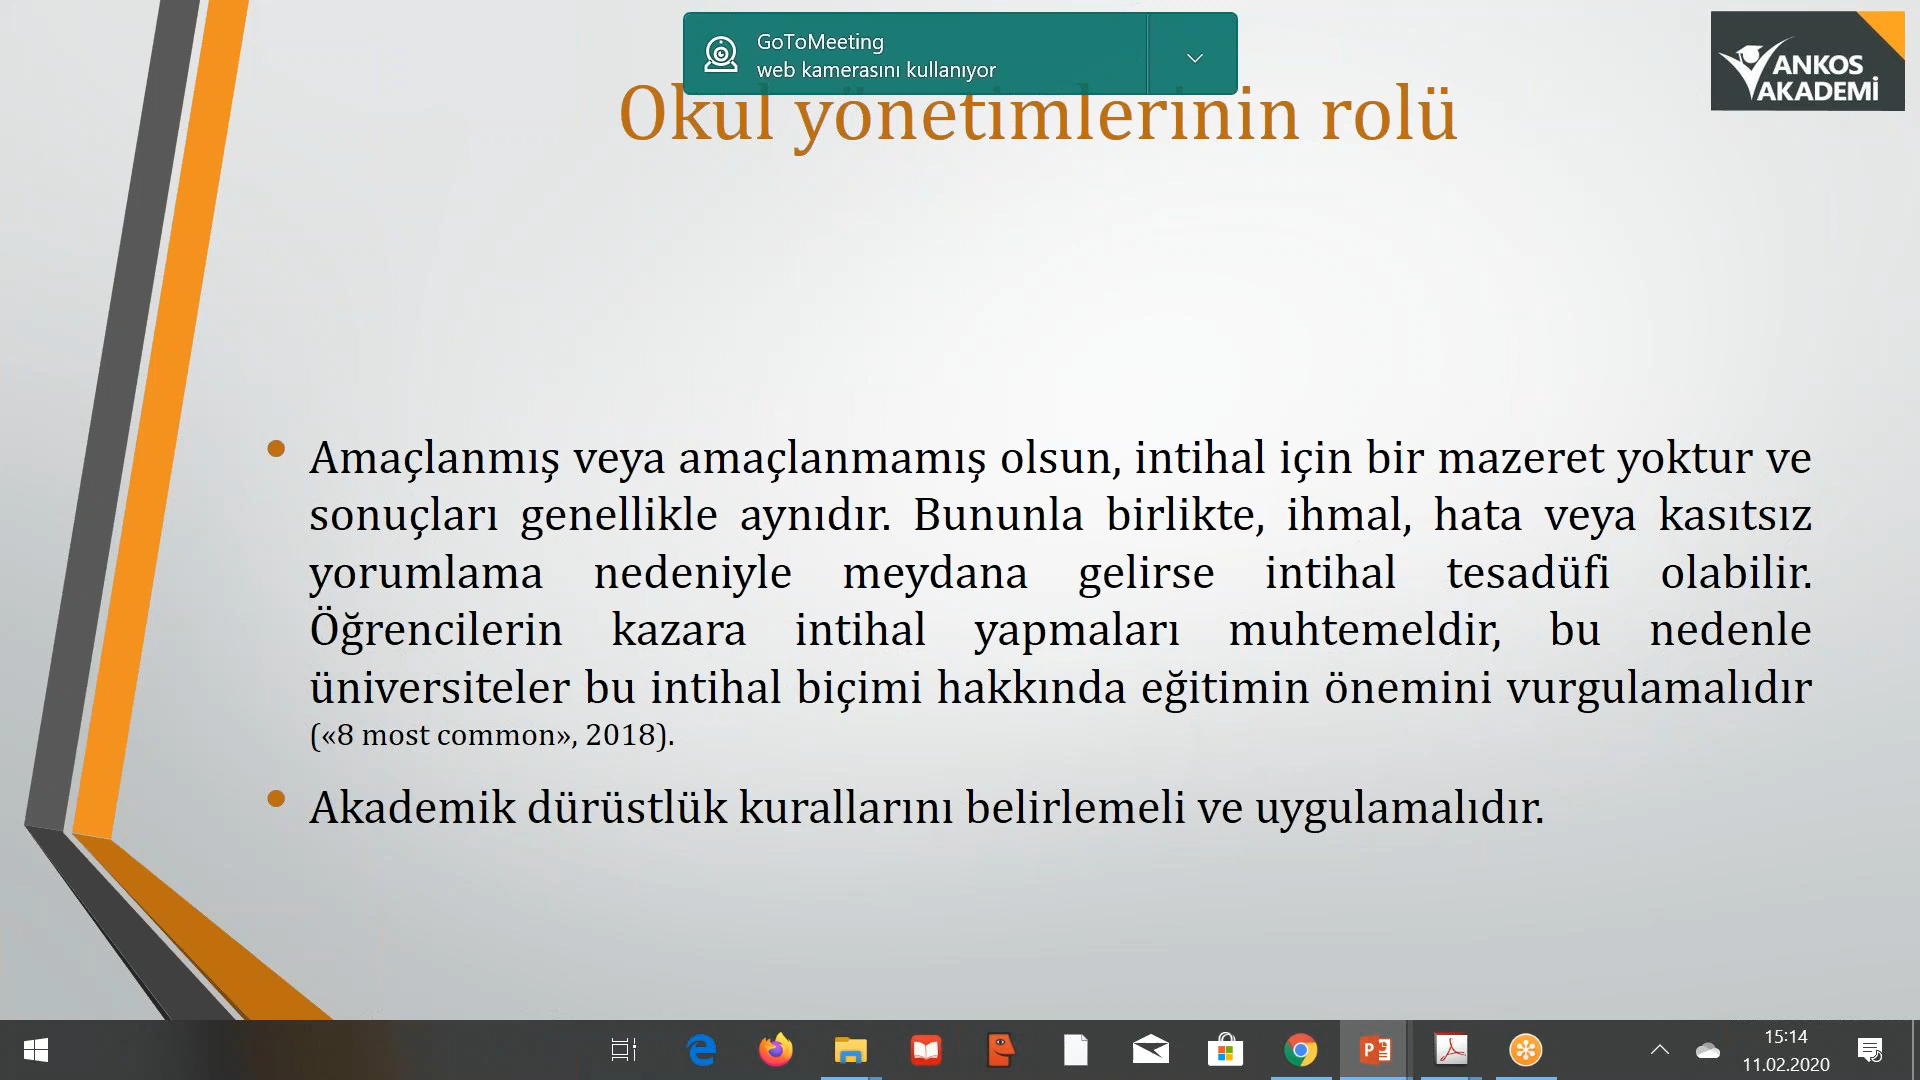 GoToMeeting
web kamerasını kullanıyor
ANKOS
AKADEMİ
Okul yönetimlerinin rolü
• Amaçlanmış veya amaçlanmamış olsun, intihal için bir mazeret yoktur ve
sonuçları genellikle aynıdır. Bununla birlikte, ihmal, hata veya kasıtsız
yorumlama nedeniyle meydana gelirse intihal tesadüfi olabilir.
Öğrencilerin kazara intihal yapmaları muhtemeldir, bu nedenle
üniversiteler bu intihal biçimi hakkında eğitimin önemini vurgulamalıdır
(«8 most common», 2018).
• Akademik dürüstlük kurallarını belirlemeli ve uygulamalıdır.
15:14
11.02.2020